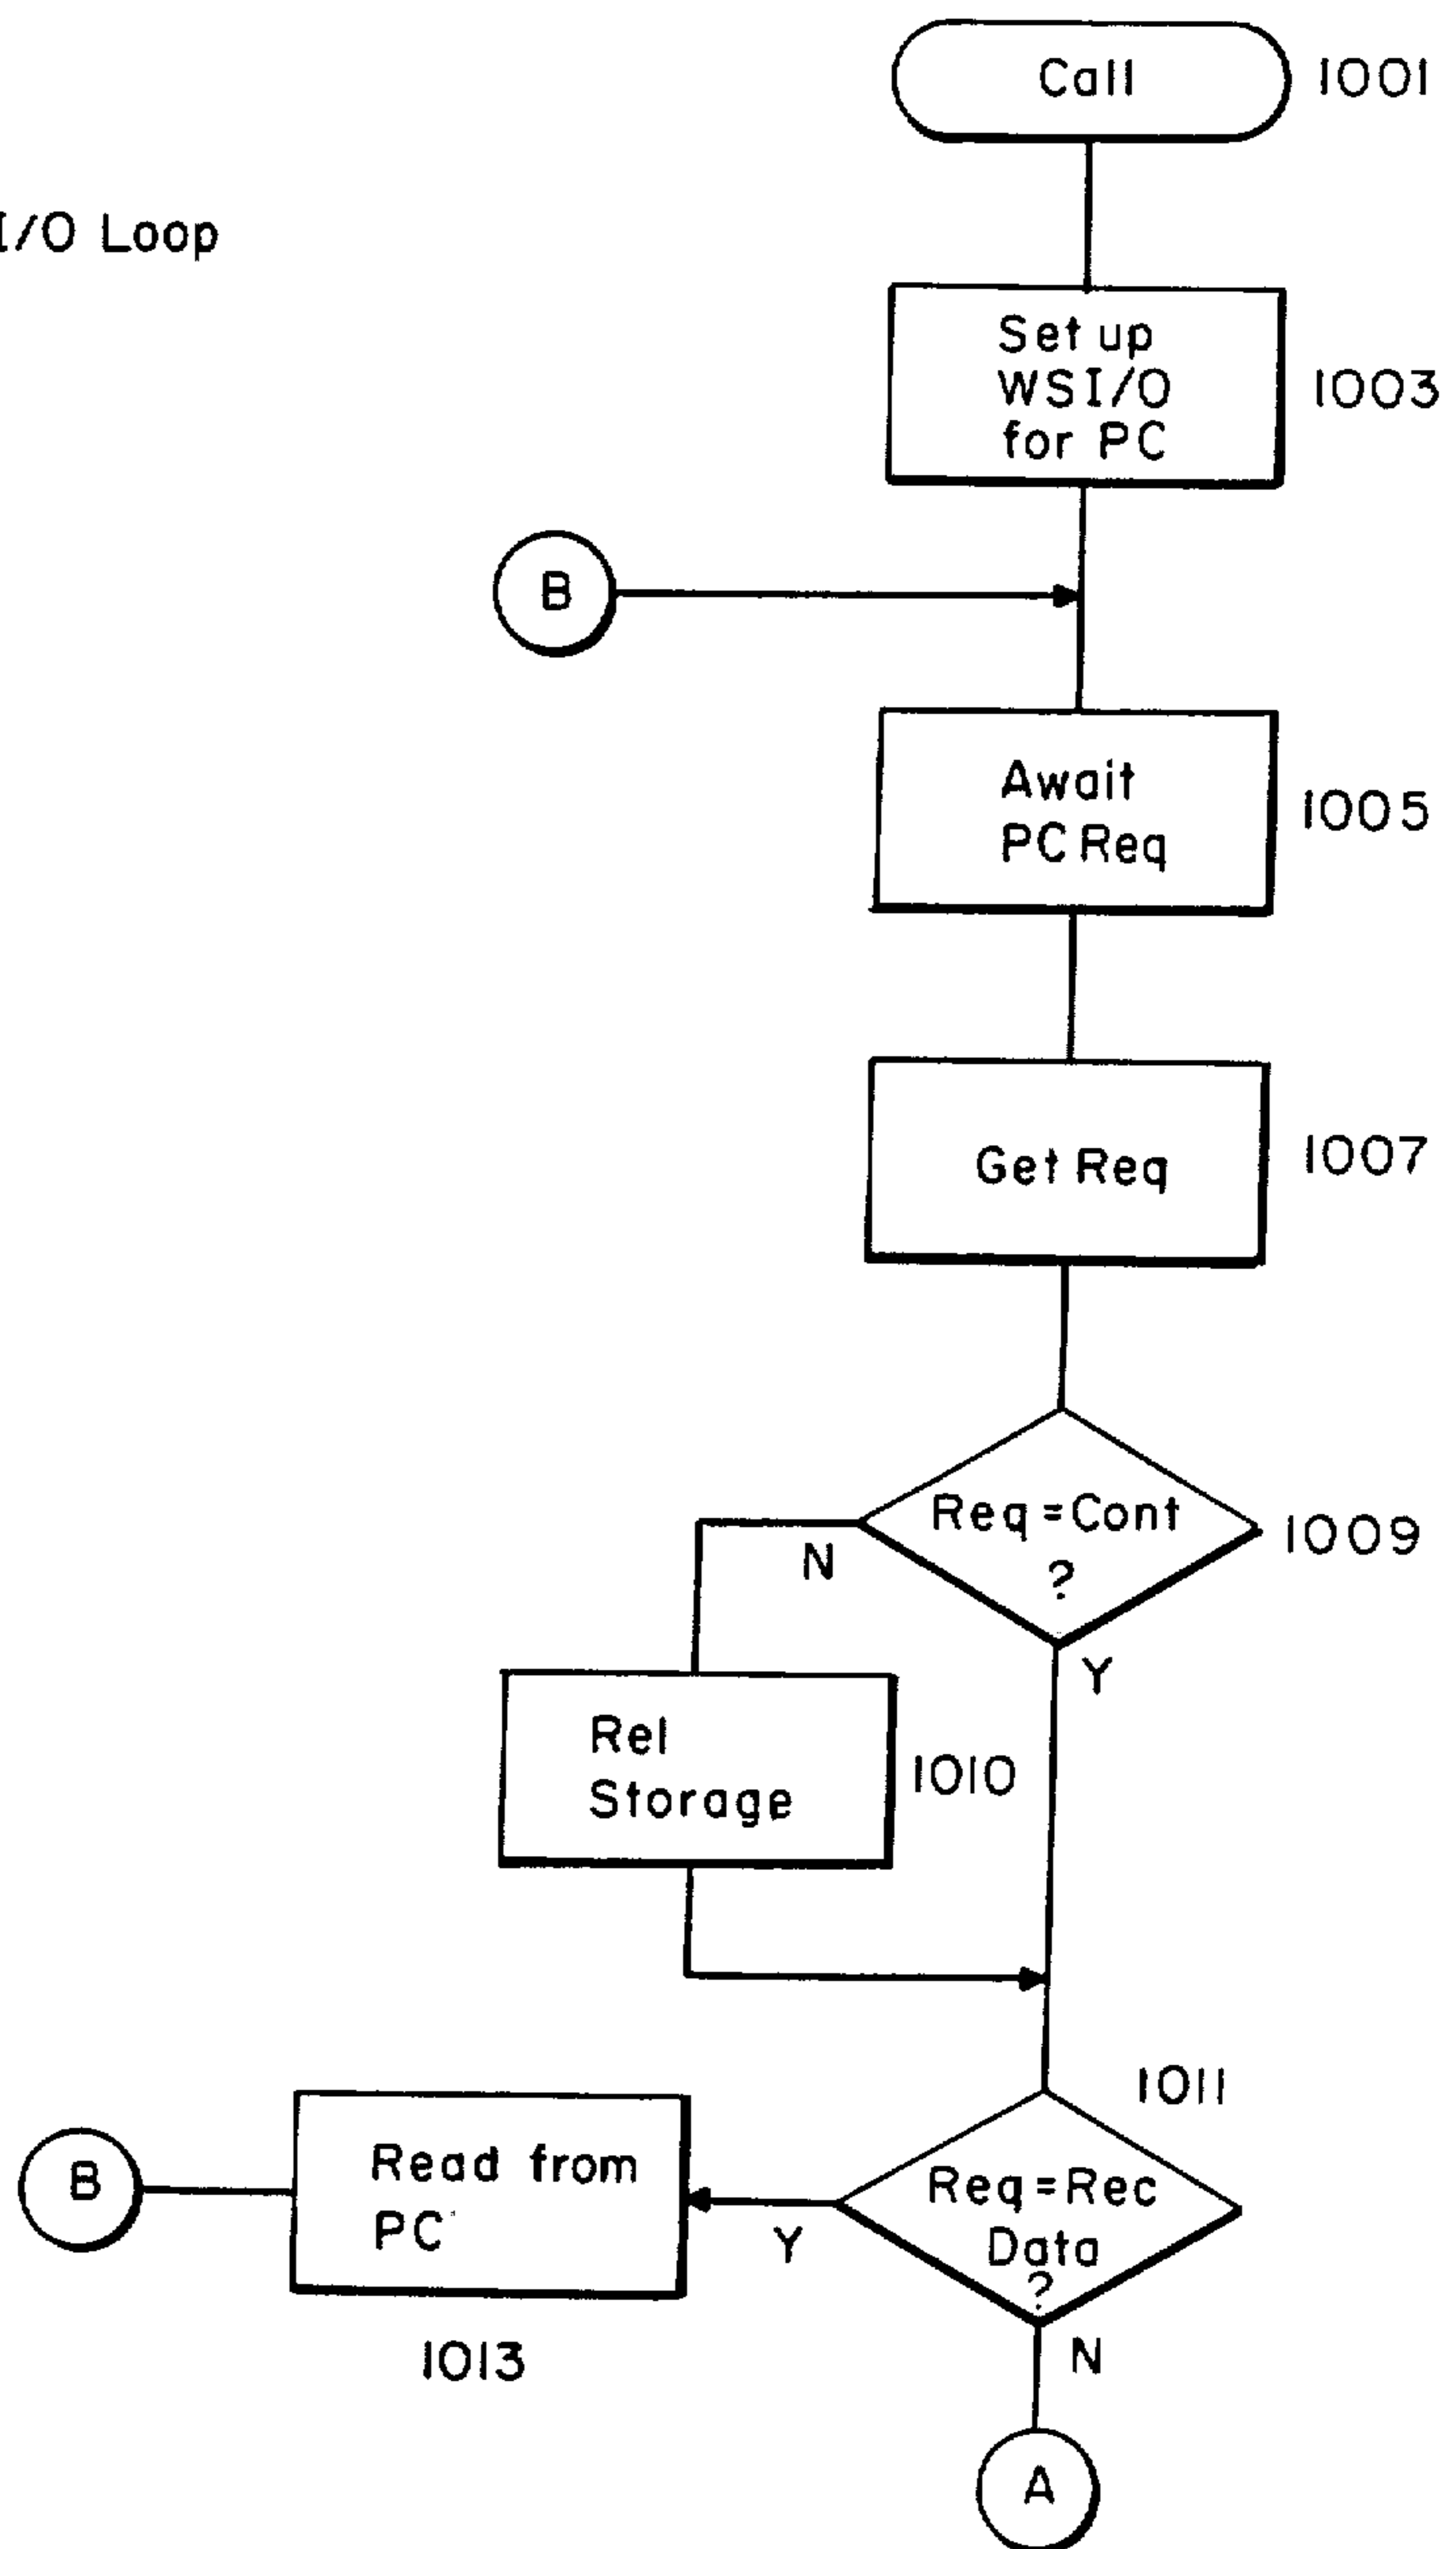 Call
1001
I/O Loop
Set up
WSI/O
for PC
1003
B
Await
PC Req
1005
Get Req
1007
Req=Cont
?
1009
N
Y
Rel
Storage
1010
1011
Req=Rec
Data
?
Y
N
Read from
PC
B
1013
A